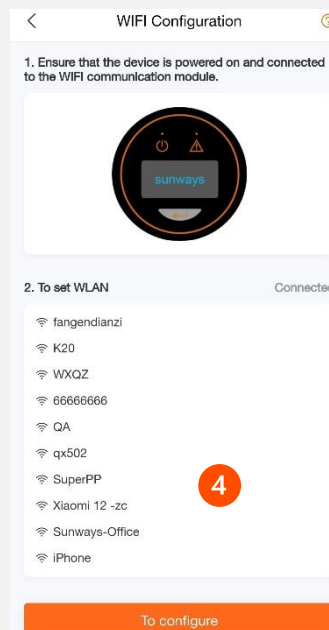 WIFI Configuration
1. Ensure that the device is powered on and connected
to the WIFI communication module.
sunways
2. To set WLAN
Connected
fangendianzi
K20
WXQZ
66666666
QA
qx502
SuperPP
4
Xiaomi 12 -zc
Sunways-Office
iPhone
To configure